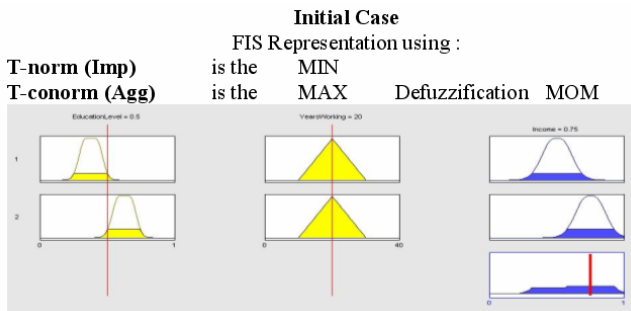 Initial Case
FIS Representation using :
T-norm (Imp) is the MIN
T-conorm (Agg) is the MAX Defuzzification MOM
EducationLevel = 0.5 YearsWorking = 20 Income = 0.75
1
2
0 1 0 40
0 1